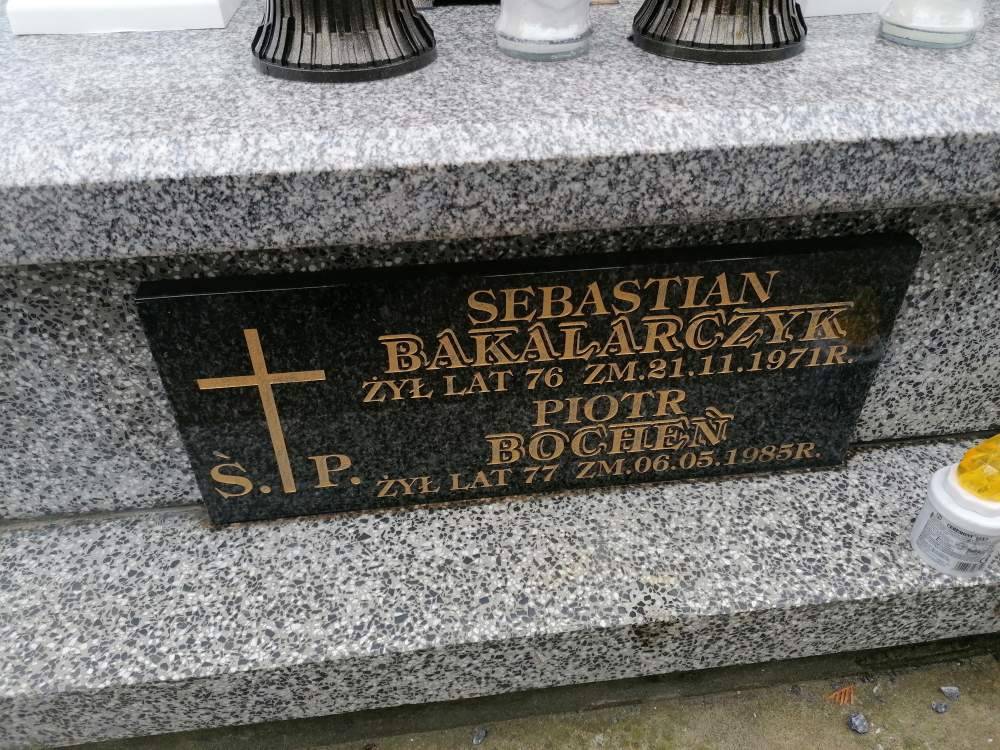 Ś. P.
SEBASTIAN
BAKALARCZYK
ŻYŁ LAT 76 ZM.21.11.1971R.
PIOTR
BOCHEŃ
ŻYŁ LAT 77 ZM.06.05.1985R.